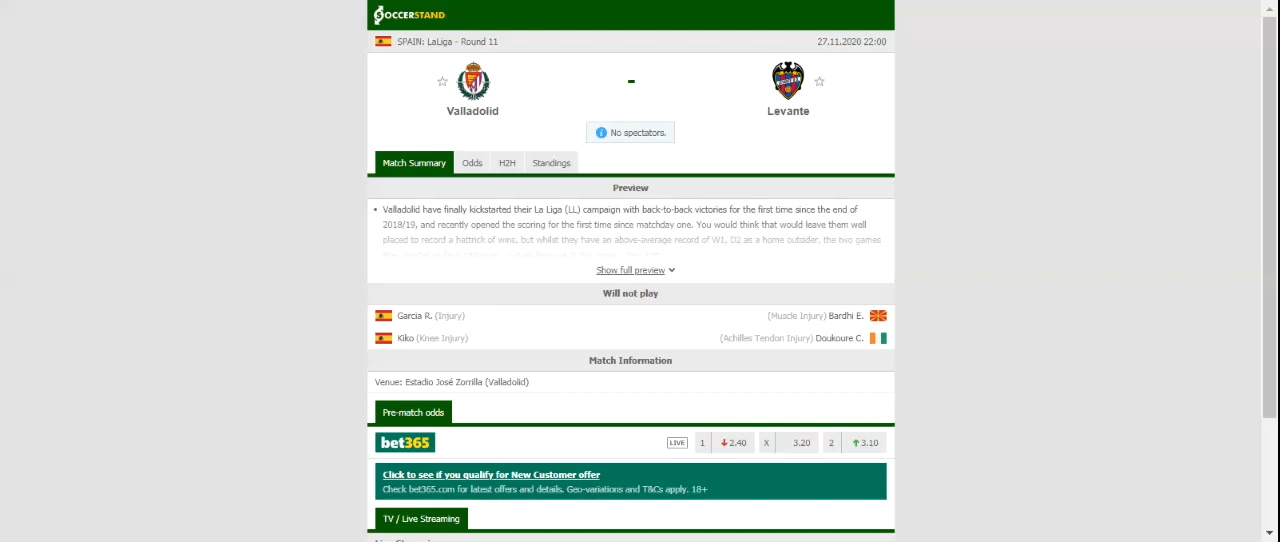 SOCCERSTAND
SPAIN: LaLiga - Round 11 27.11.2020 22:00
-
Valladolid Levante
No spectators.
Match Summary Odds H2H Standings
Preview
• Valladolid have finally kickstarted their La Liga (LL) campaign with back-to-back victories for the first time since the end of
2018/19, and recently opened the scoring for the first time since matchday one. You would think that would leave them well
placed to record a hattrick of wins, but whilst they have an above-average record of W1, D2 as a home outsider, the two games
Show full preview
Will not play
Garcia R. (Injury) (Muscle Injury) Bardhi E.
Kiko (Knee Injury) (Achilles Tendon Injury) Doukoure C.
Match Information
Venue: Estadio José Zorrilla (Valladolid)
Pre-match odds
bet365 LIVE 1 2.40 X 3.20 2 3.10
Click to see if you qualify for New Customer offer
Check bet365.com for latest offers and details. Geo-variations and T&Cs apply. 18+
TV / Live Streaming